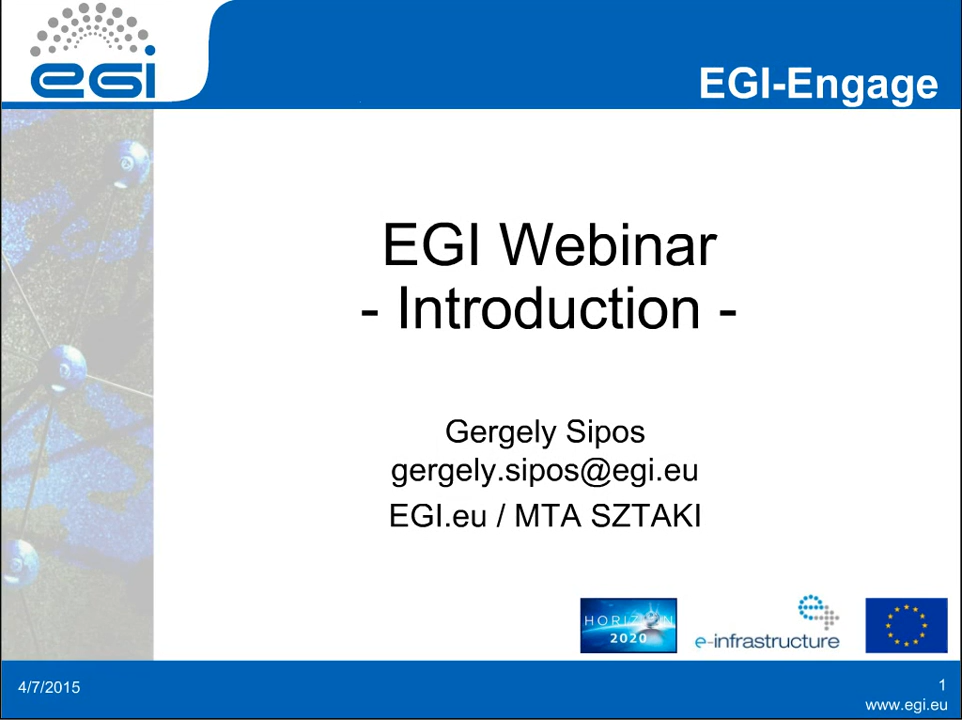 egi
EGI-Engage
EGI Webinar
- Introduction -
Gergely Sipos
gergely.sipos@egi.eu
EGI.eu / MTA SZTAKI
HORIZON
2020
e-infrastructure
4/7/2015
1
www.egi.eu